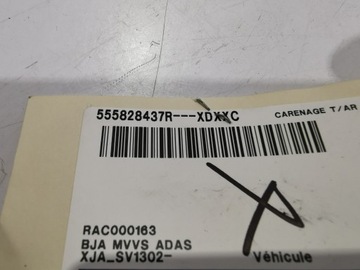 555828437R---XDXXC CARENAGE T/AR
RAC000163
BJA MVVS ADAS
XJA_SV1302- Véhicule